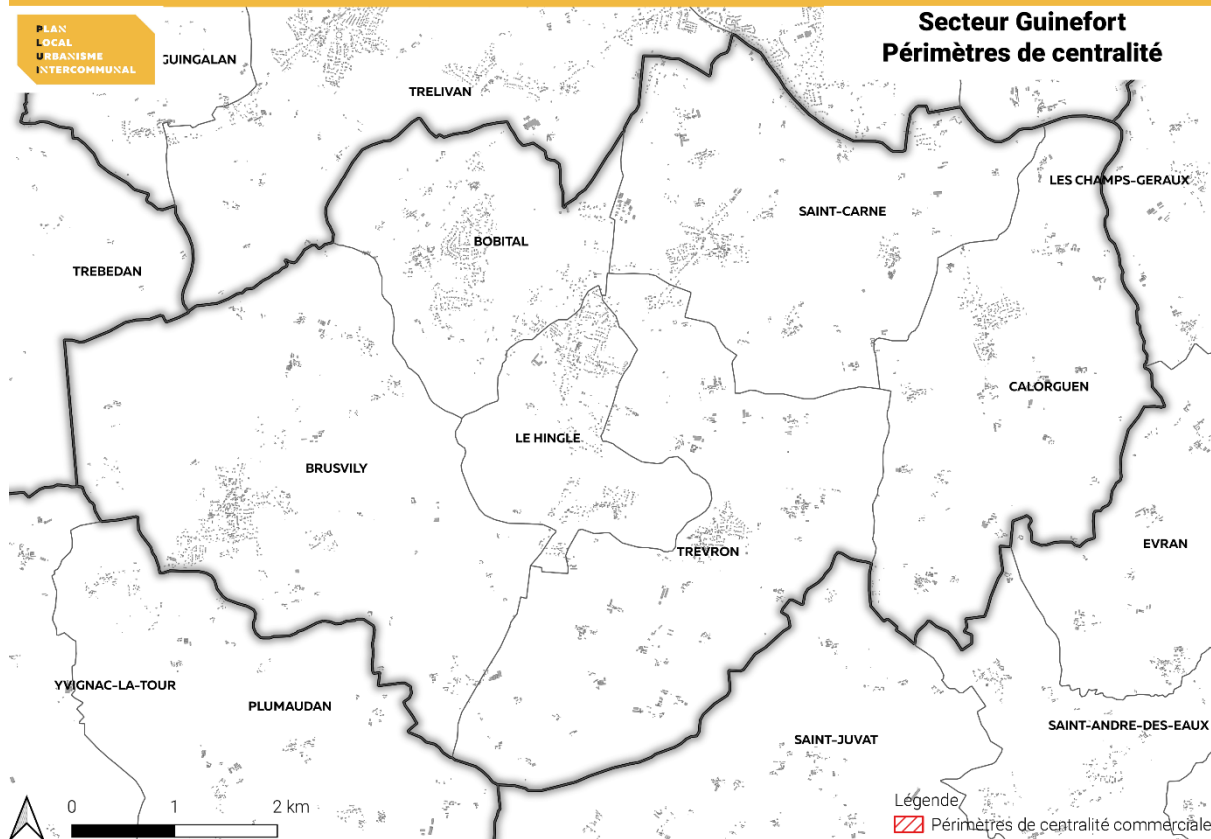 PLAN
LOCAL
URBANISME
INTERCOMMUNAL
Secteur Guinefort
Périmètres de centralité
GUINGALAN
TRELIVAN
LES CHAMPS-GERAUX
SAINT-CARNE
BOBITAL
TREBEDAN
CALORGUEN
LE HINGLE
BRUSVILY
TREVRON
EVRAN
YVIGNAC-LA-TOUR
PLUMAUDAN
SAINT-JUVAT
SAINT-ANDRE-DES-EAUX
0 1 2 km
Légende
Périmètres de centralité commerciale